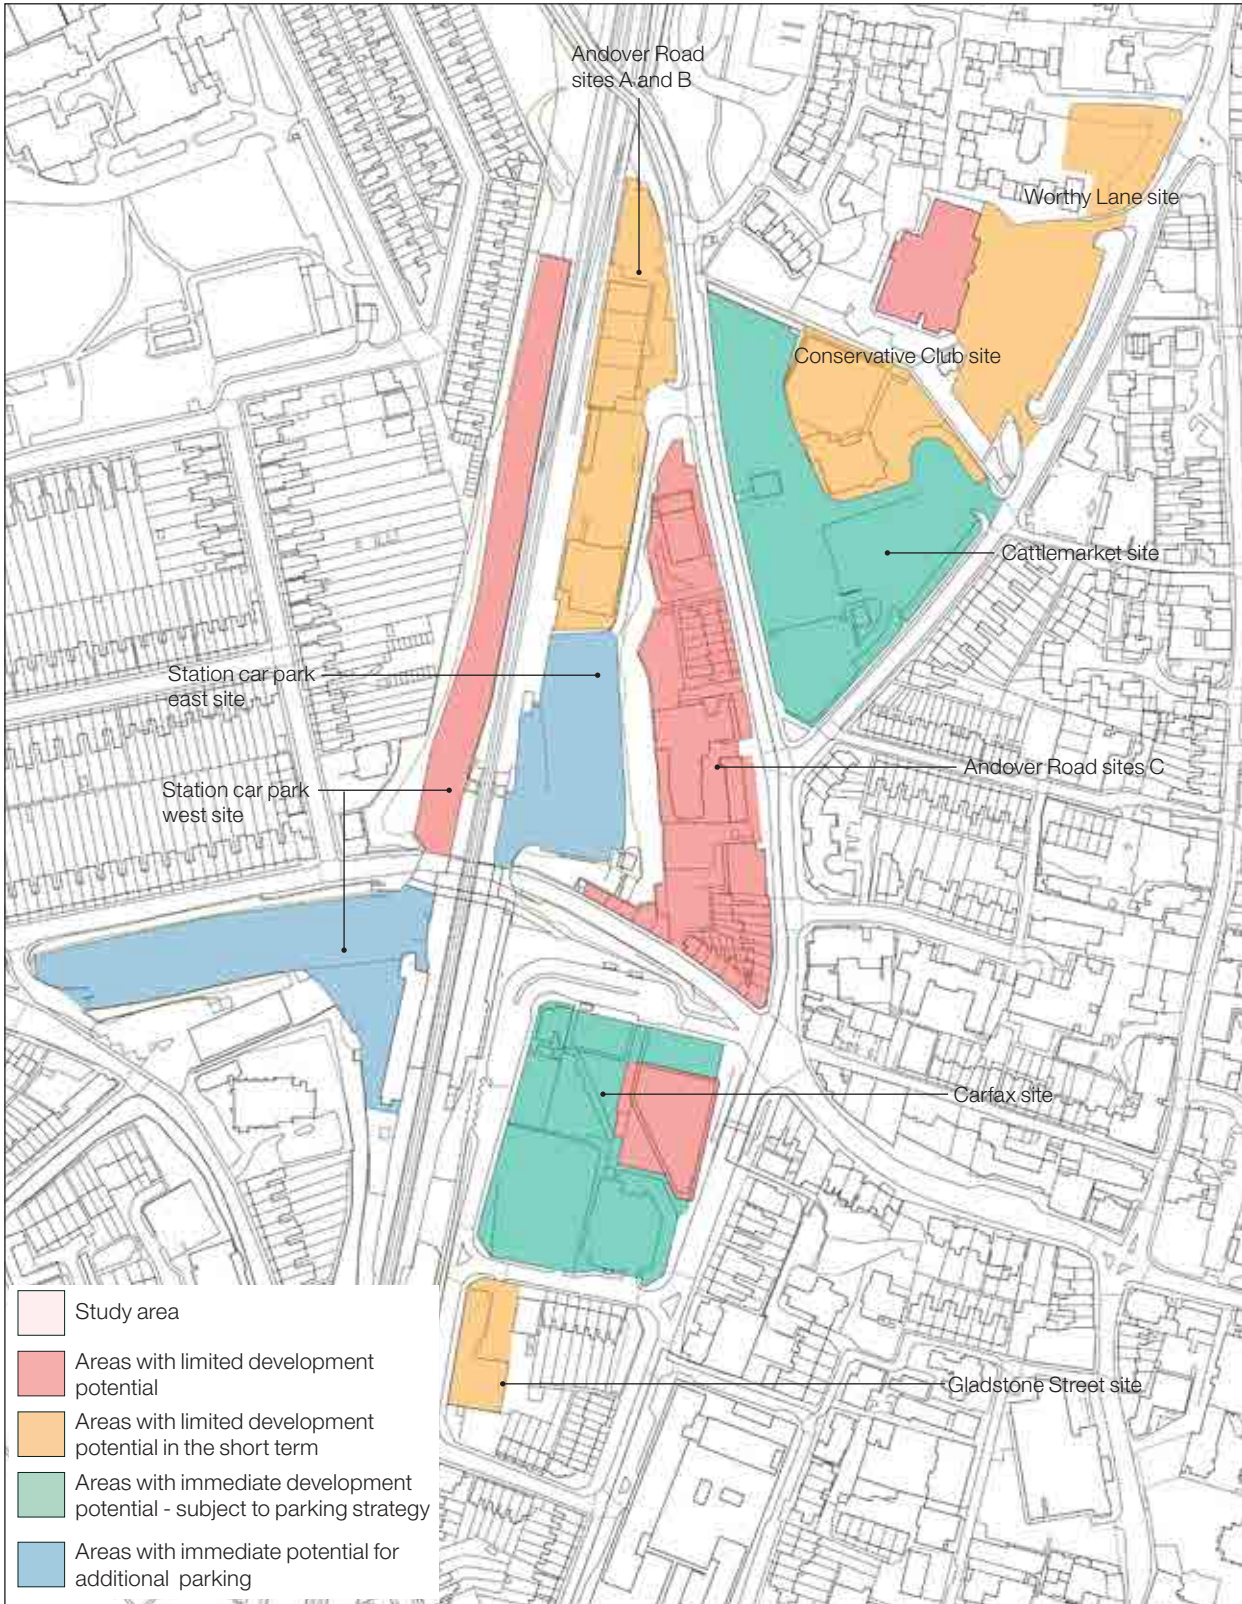 Andover Road
sites A and B
Worthy Lane site
Conservative Club site
Cattlemarket site
Station car park
east site
Andover Road sites C
Station car park
west site
Carfax site
Gladstone Street site
Study area
Areas with limited development
potential
Areas with limited development
potential in the short term
Areas with immediate development
potential - subject to parking strategy
Areas with immediate potential for
additional parking